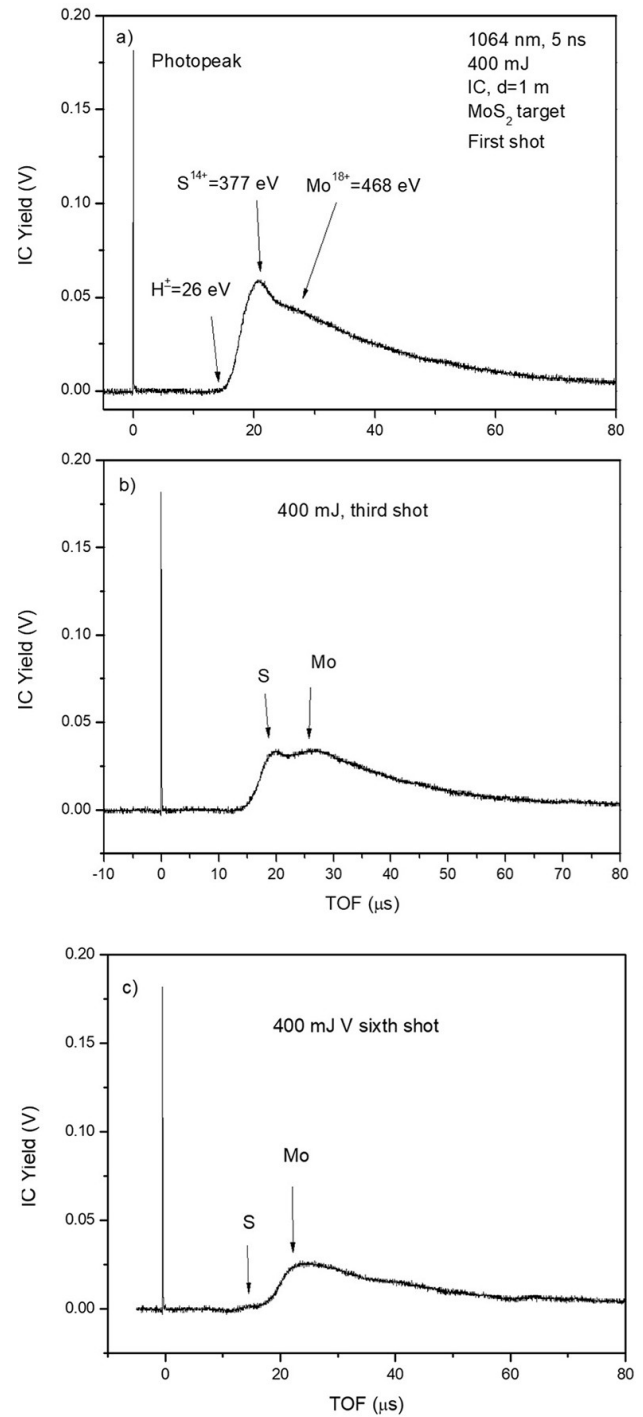 a)
Photopeak
1064 nm, 5 ns
400 mJ
IC, d=1 m
MoS₂ target
First shot
S¹⁴⁺=377 eV
Mo¹⁸⁺=468 eV
H⁺=26 eV
IC Yield (V)
0.20
0.15
0.10
0.05
0.00
0 20 40 60 80
b)
400 mJ, third shot
S
Mo
IC Yield (V)
0.20
0.15
0.10
0.05
0.00
-10 0 10 20 30 40 50 60 70 80
TOF (μs)
c)
400 mJ V sixth shot
Mo
S
IC Yield (V)
0.20
0.15
0.10
0.05
0.00
0 20 40 60 80
TOF (μs)